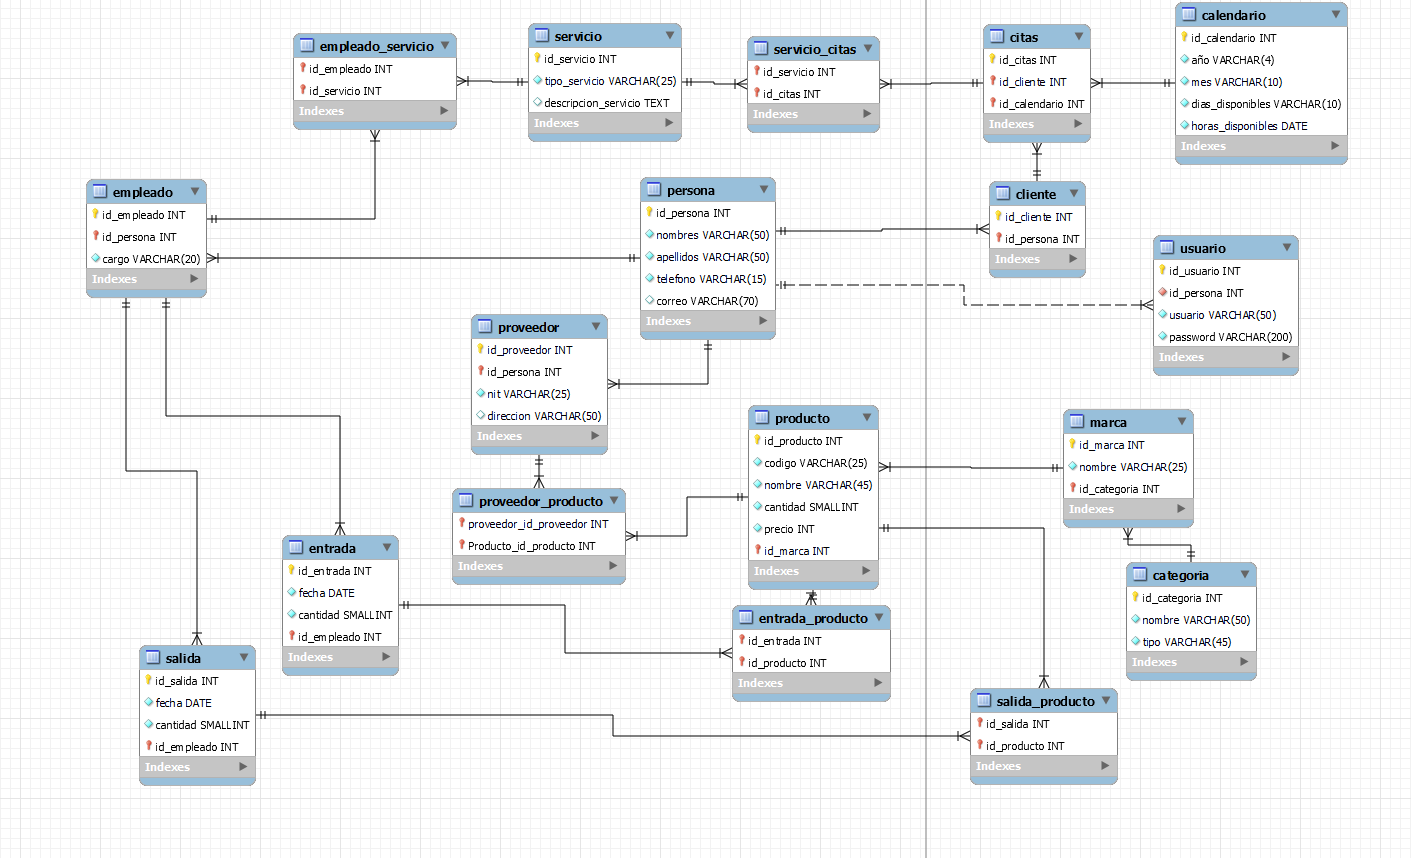 empleado_servicio
id_empleado INT
id_servicio INT
Indexes
servicio
id_servicio INT
tipo_servicio VARCHAR(25)
descripcion_servicio TEXT
Indexes
servicio_citas
id_servicio INT
id_citas INT
Indexes
citas
id_citas INT
id_cliente INT
id_calendario INT
Indexes
calendario
id_calendario INT
año VARCHAR(4)
mes VARCHAR(10)
dias_disponibles VARCHAR(10)
horas_disponibles DATE
Indexes
empleado
id_empleado INT
id_persona INT
cargo VARCHAR(20)
Indexes
persona
id_persona INT
nombres VARCHAR(50)
apellidos VARCHAR(50)
telefono VARCHAR(15)
correo VARCHAR(70)
Indexes
cliente
id_cliente INT
id_persona INT
Indexes
usuario
id_usuario INT
id_persona INT
usuario VARCHAR(50)
password VARCHAR(200)
Indexes
proveedor
id_proveedor INT
id_persona INT
nit VARCHAR(25)
direccion VARCHAR(50)
Indexes
proveedor_producto
proveedor_id_proveedor INT
Producto_id_producto INT
Indexes
producto
id_producto INT
codigo VARCHAR(25)
nombre VARCHAR(45)
cantidad SMALLINT
precio INT
id_marca INT
Indexes
marca
id_marca INT
nombre VARCHAR(25)
id_categoria INT
Indexes
categoria
id_categoria INT
nombre VARCHAR(50)
tipo VARCHAR(45)
Indexes
entrada
id_entrada INT
fecha DATE
cantidad SMALLINT
id_empleado INT
Indexes
entrada_producto
id_entrada INT
id_producto INT
Indexes
salida
id_salida INT
fecha DATE
cantidad SMALLINT
id_empleado INT
Indexes
salida_producto
id_salida INT
id_producto INT
Indexes